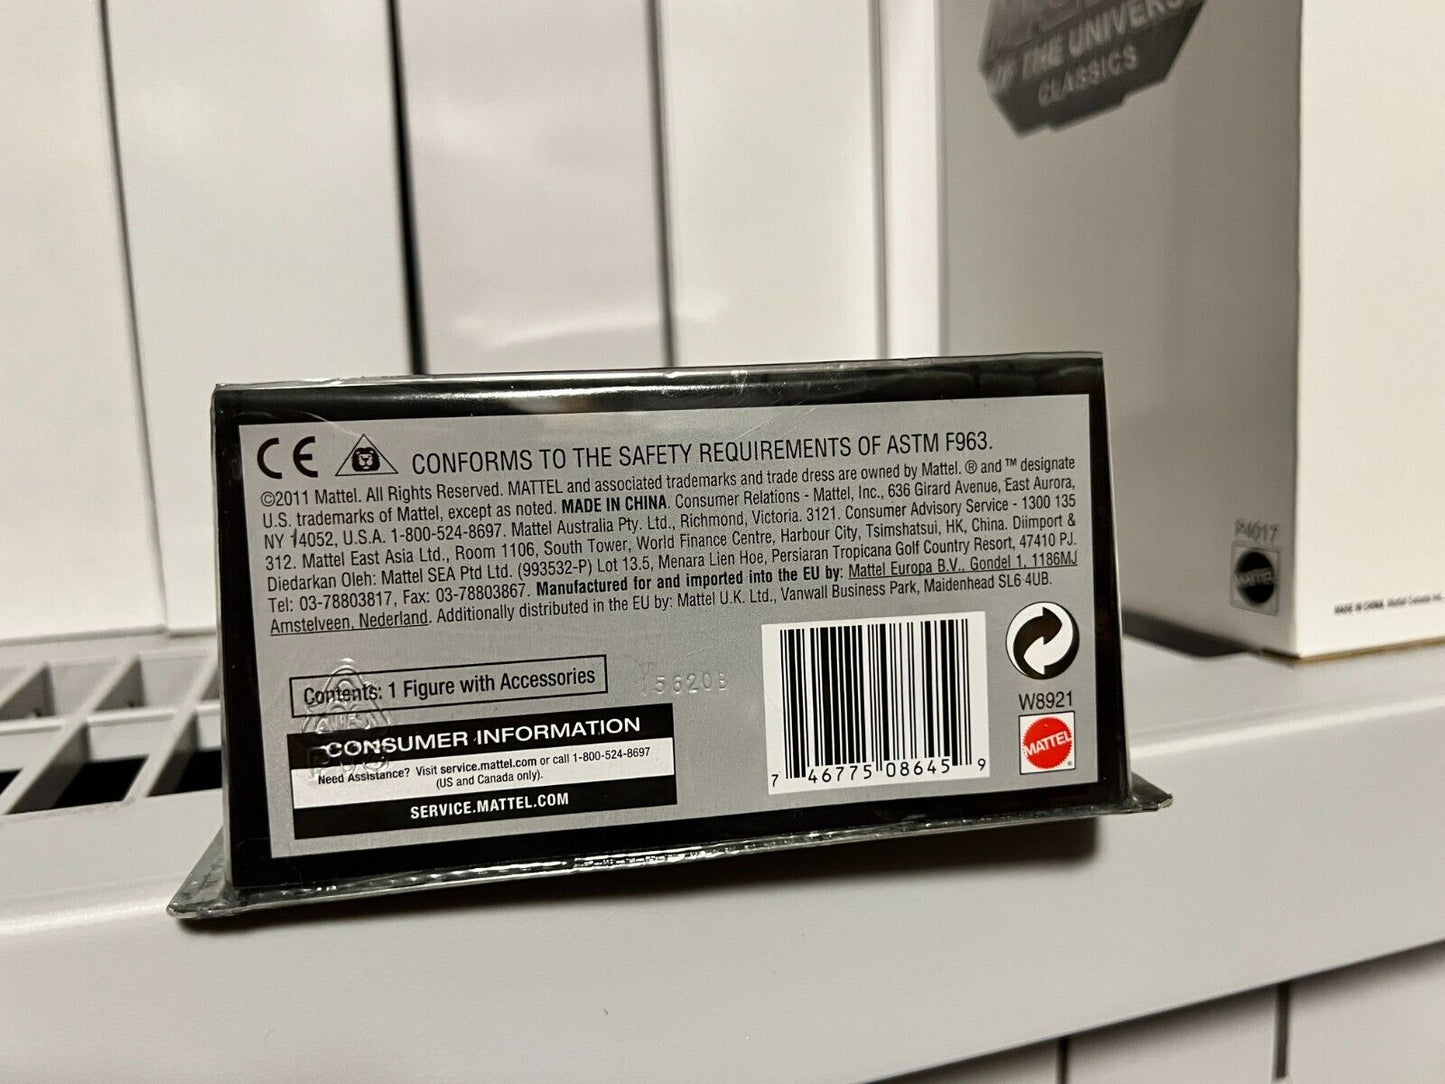 OF THE UNIVERS
CLASSICS
CE
CONFORMS TO THE SAFETY REQUIREMENTS OF ASTM F963.
©2011 Mattel. All Rights Reserved. MATTEL and associated trademarks and trade dress are owned by Mattel. ® and ™ designate
U.S. trademarks of Mattel, except as noted. MADE IN CHINA. Consumer Relations - Mattel, Inc., 636 Girard Avenue, East Aurora,
NY 14052, U.S.A. 1-800-524-8697. Mattel Australia Pty. Ltd., Richmond, Victoria. 3121. Consumer Advisory Service - 1300 135
312. Mattel East Asia Ltd., Room 1106, South Tower, World Finance Centre, Harbour City, Tsimshatsui, HK, China. Diimport &
Diedarkan Oleh: Mattel SEA Ptd Ltd. (993532-P) Lot 13.5, Menara Lien Hoe, Persiaran Tropicana Golf Country Resort, 47410 PJ.
Tel: 03-78803817, Fax: 03-78803867. Manufactured for and imported into the EU by: Mattel Europa B.V., Gondel 1, 1186MJ
Amstelveen, Nederland. Additionally distributed in the EU by: Mattel U.K. Ltd., Vanwall Business Park, Maidenhead SL6 4UB.
Contents: 1 Figure with Accessories
CONSUMER INFORMATION
Need Assistance? Visit service.mattel.com or call 1-800-524-8697
(US and Canada only).
SERVICE.MATTEL.COM
7 46775 08645 9
W8921
MATTEL
P4017
MATTEL
MADE IN CHINA.